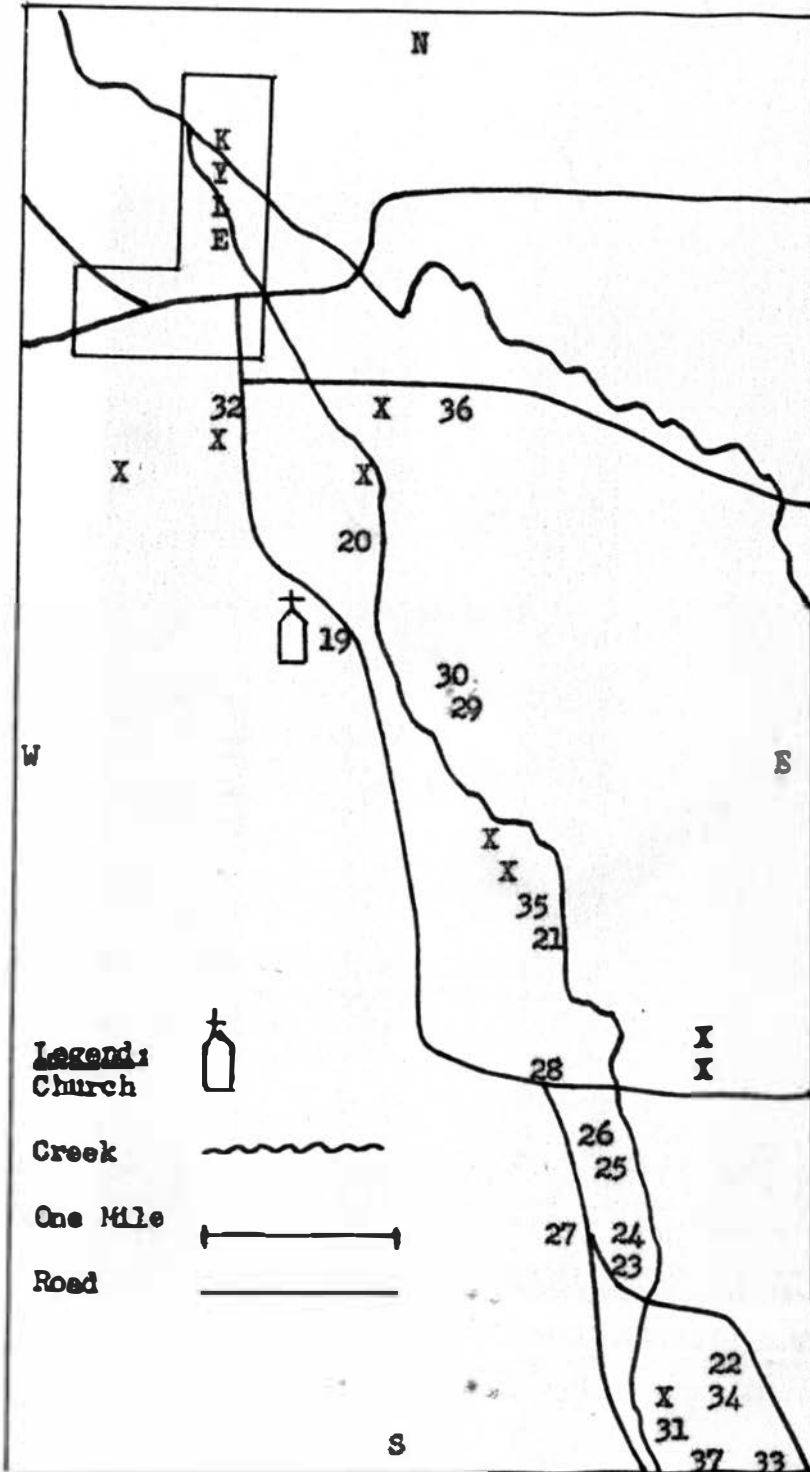 N
K
Y
L
E
32
X
36
X
X
X
20
19
30
29
W
E
X
X
35
21
X
Legend:
Church
X
28
26
Creek
25
One Mile
27
24
23
Road
22
X
34
31
S
37
33